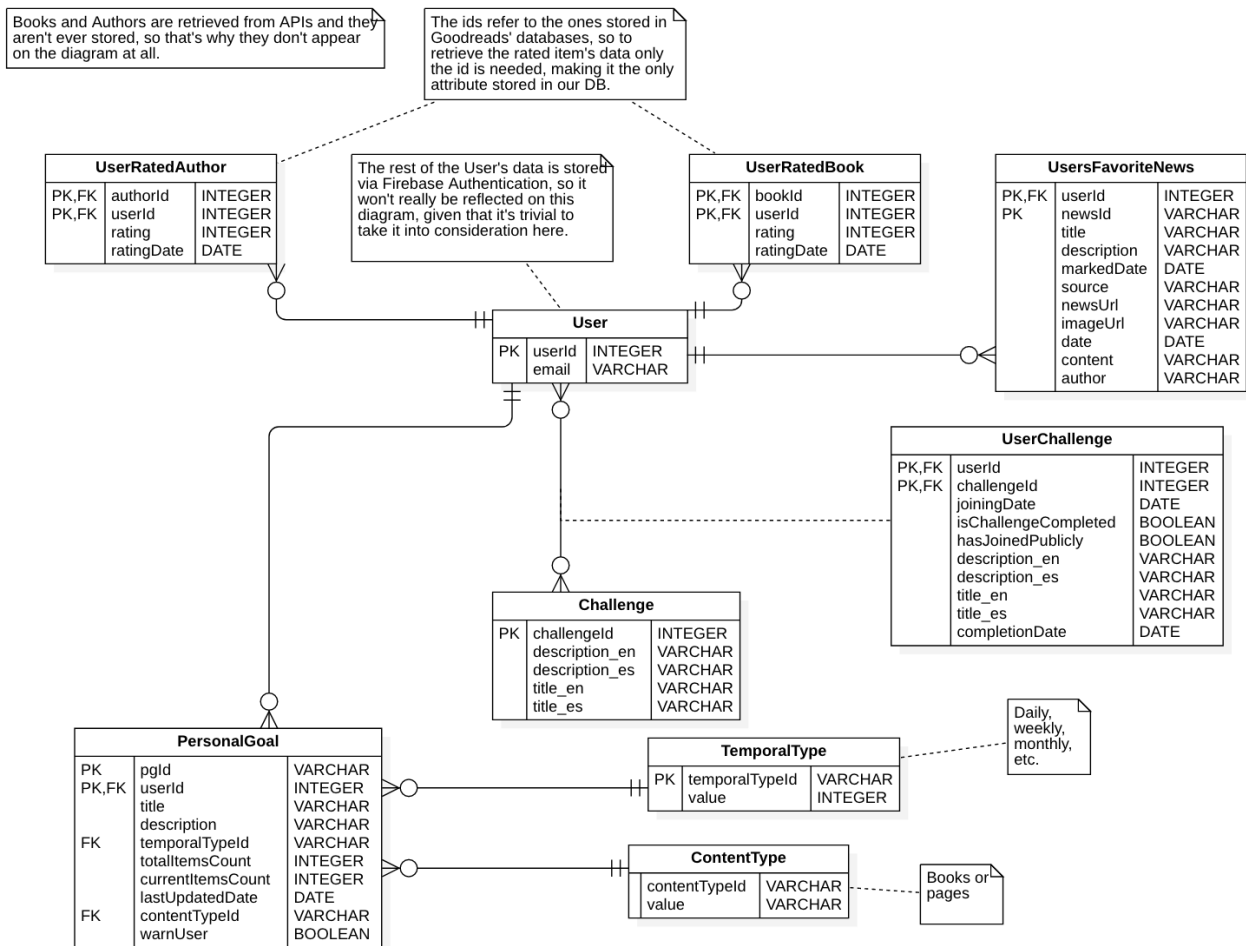 Books and Authors are retrieved from APIs and they
aren't ever stored, so that's why they don't appear
on the diagram at all.
The ids refer to the ones stored in
Goodreads' databases, so to
retrieve the rated item's data only
the id is needed, making it the only
attribute stored in our DB.
UserRatedAuthor
PK,FK authorId INTEGER
PK,FK userId INTEGER
rating INTEGER
ratingDate DATE
The rest of the User's data is stored
via Firebase Authentication, so it
won't really be reflected on this
diagram, given that it's trivial to
take it into consideration here.
UserRatedBook
PK,FK bookId INTEGER
PK,FK userId INTEGER
rating INTEGER
ratingDate DATE
UsersFavoriteNews
PK,FK userId INTEGER
PK newsId VARCHAR
title VARCHAR
description VARCHAR
markedDate DATE
source VARCHAR
newsUrl VARCHAR
imageUrl VARCHAR
date DATE
content VARCHAR
author VARCHAR
User
PK userId INTEGER
email VARCHAR
UserChallenge
PK,FK userId INTEGER
PK,FK challengeId INTEGER
joiningDate DATE
isChallengeCompleted BOOLEAN
hasJoinedPublicly BOOLEAN
description_en VARCHAR
description_es VARCHAR
title_en VARCHAR
title_es VARCHAR
completionDate DATE
Challenge
PK challengeId INTEGER
description_en VARCHAR
description_es VARCHAR
title_en VARCHAR
title_es VARCHAR
PersonalGoal
PK pgId VARCHAR
PK,FK userId INTEGER
title VARCHAR
description VARCHAR
FK temporalTypeId VARCHAR
totalItemsCount INTEGER
currentItemsCount INTEGER
lastUpdatedDate DATE
FK contentTypeId VARCHAR
warnUser BOOLEAN
TemporalType
PK temporalTypeId VARCHAR
value INTEGER
Daily,
weekly,
monthly,
etc.
ContentType
contentTypeId VARCHAR
value VARCHAR
Books or
pages